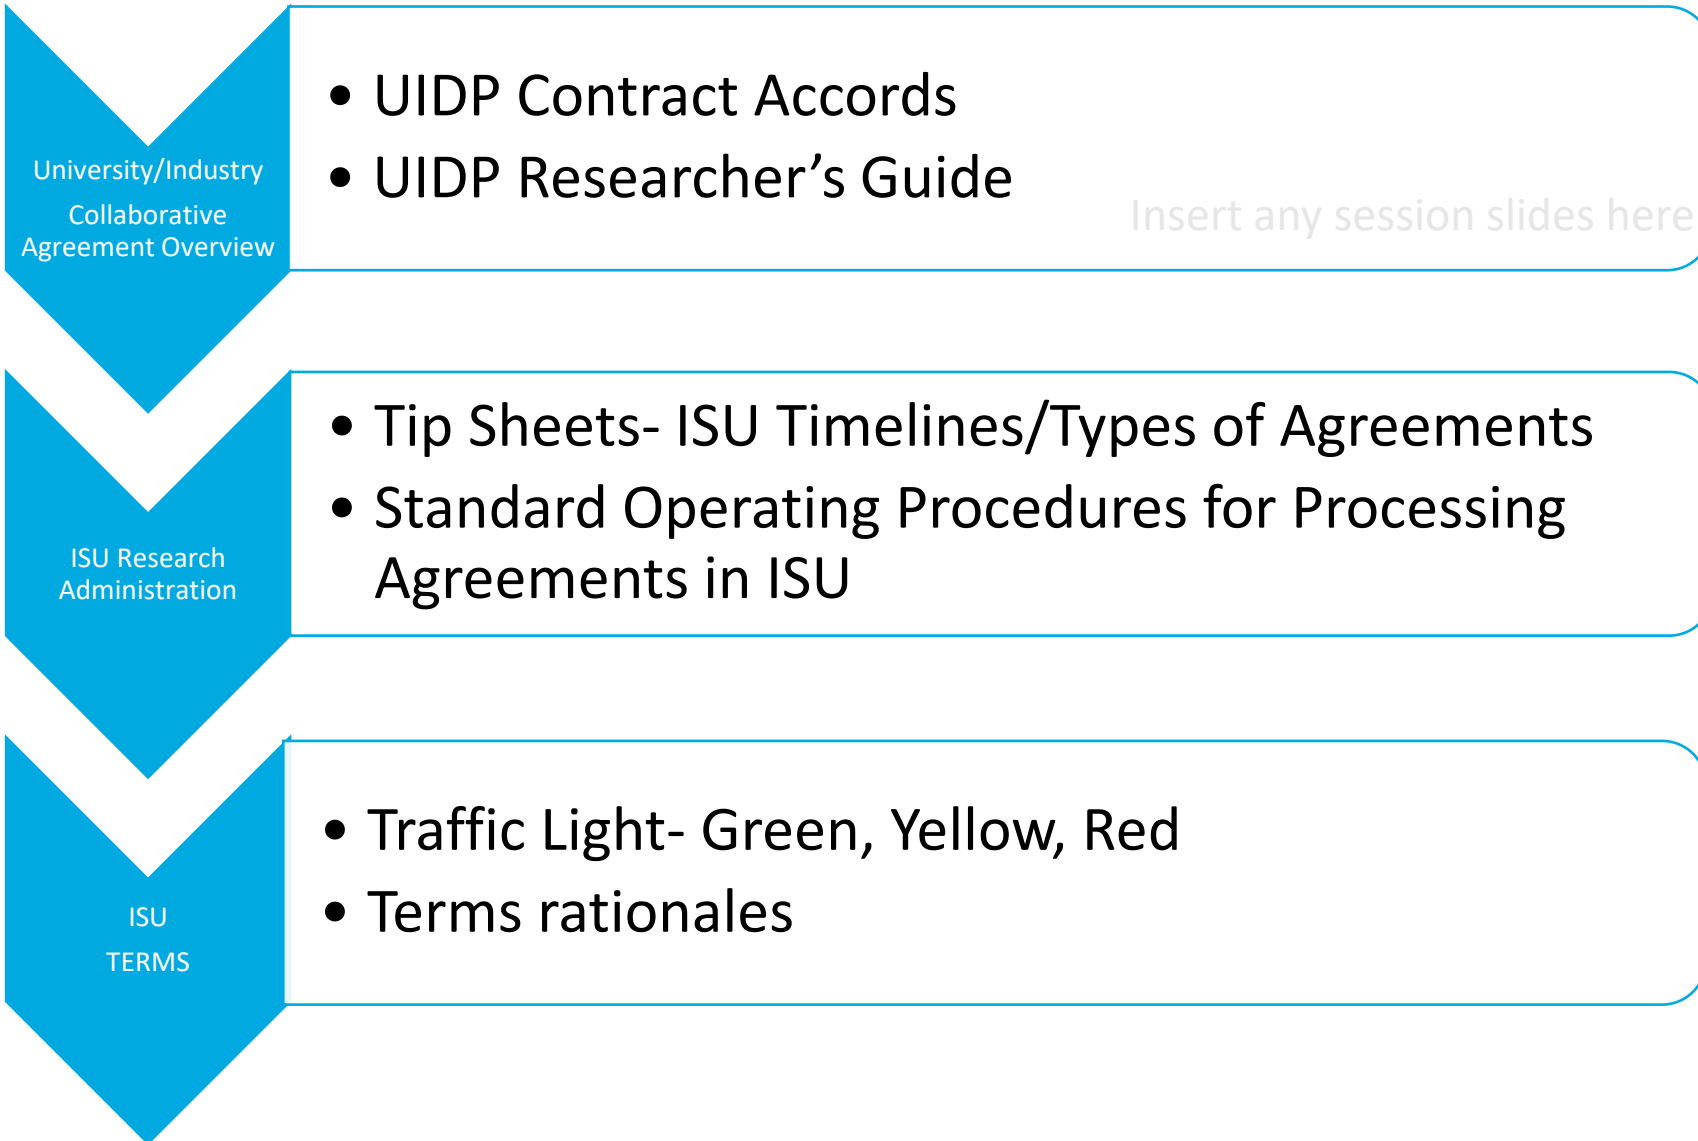 University/Industry
Collaborative
Agreement Overview
• UIDP Contract Accords
• UIDP Researcher’s Guide
Insert any session slides here
ISU Research
Administration
• Tip Sheets- ISU Timelines/Types of Agreements
• Standard Operating Procedures for Processing
Agreements in ISU
ISU
TERMS
• Traffic Light- Green, Yellow, Red
• Terms rationales